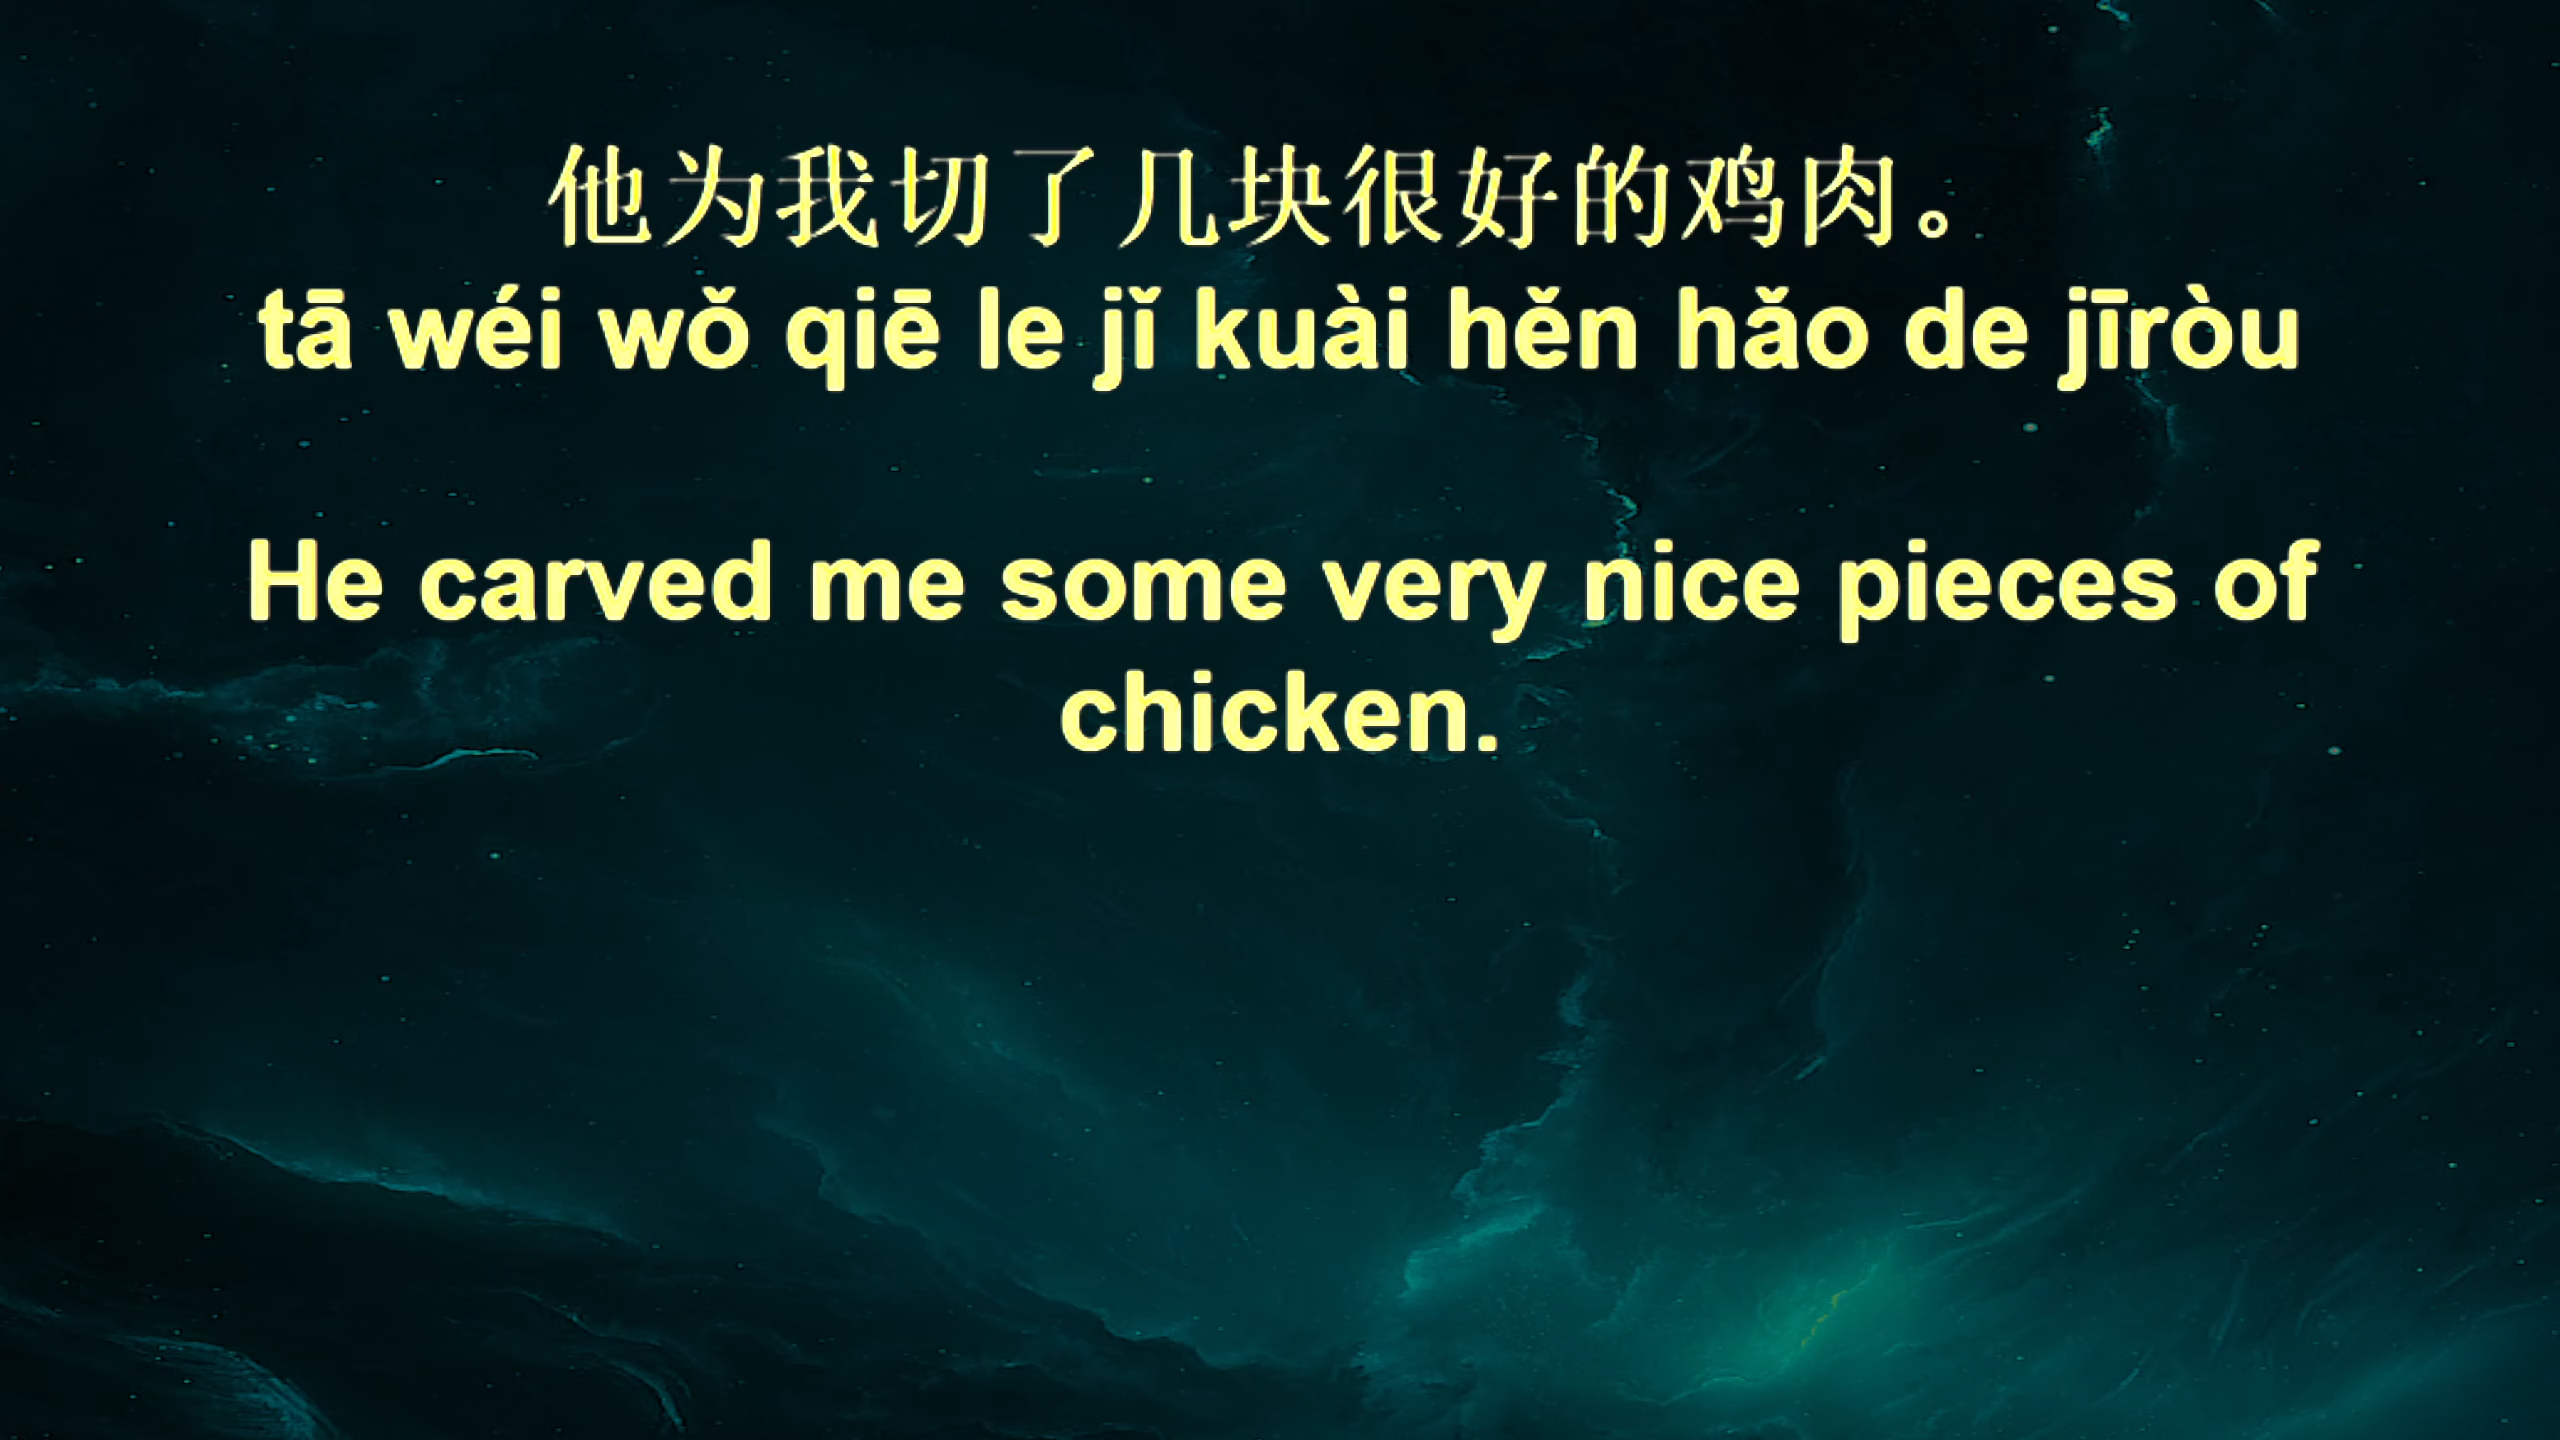 他为我切了几块很好的鸡肉。
tā wéi wǒ qiē le jǐ kuài hěn hǎo de jīròu
He carved me some very nice pieces of
chicken.